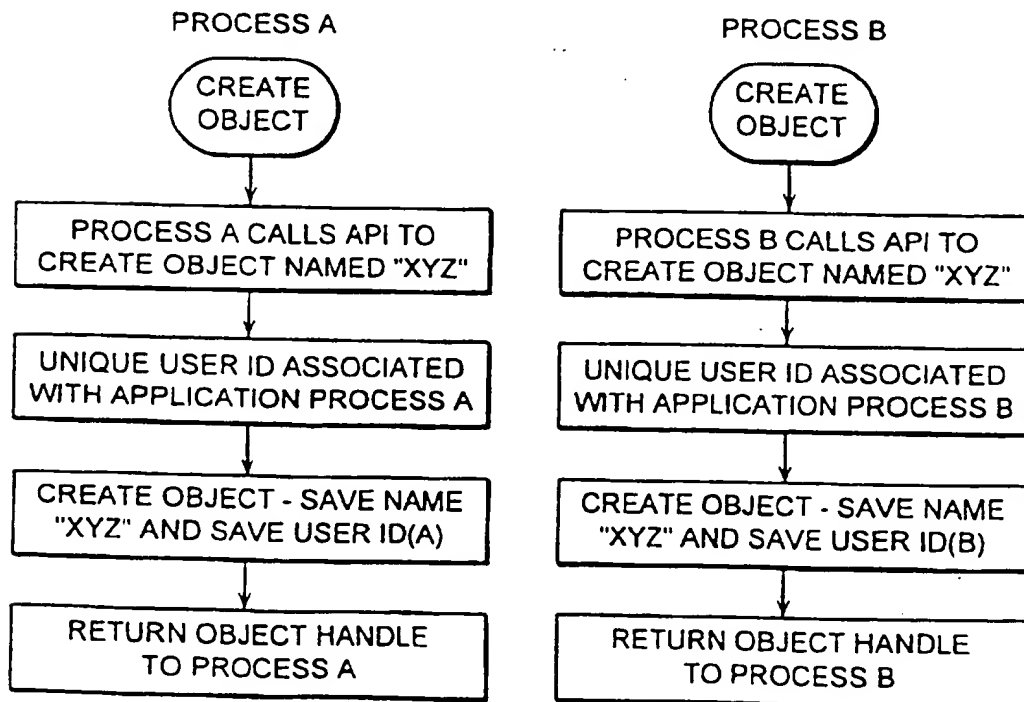 PROCESS A
CREATE
OBJECT
PROCESS A CALLS API TO
CREATE OBJECT NAMED "XYZ"
UNIQUE USER ID ASSOCIATED
WITH APPLICATION PROCESS A
CREATE OBJECT - SAVE NAME
"XYZ" AND SAVE USER ID(A)
RETURN OBJECT HANDLE
TO PROCESS A
PROCESS B
CREATE
OBJECT
PROCESS B CALLS API TO
CREATE OBJECT NAMED "XYZ"
UNIQUE USER ID ASSOCIATED
WITH APPLICATION PROCESS B
CREATE OBJECT - SAVE NAME
"XYZ" AND SAVE USER ID(B)
RETURN OBJECT HANDLE
TO PROCESS B